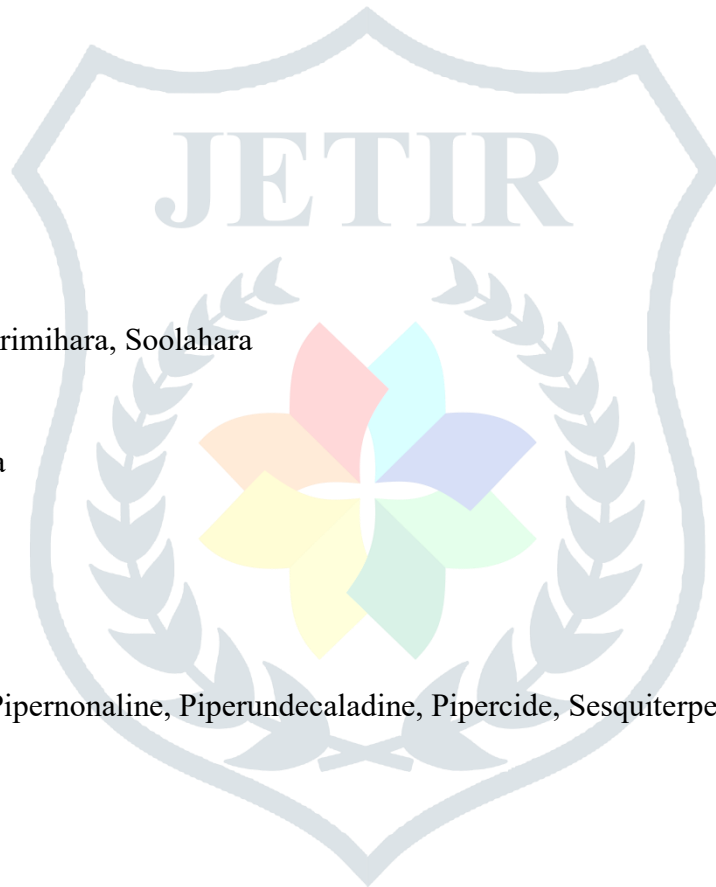 JETIR
rimihara, Soolahara
a
Pipernonaline, Piperundecaladine, Pipercide, Sesquiterpe